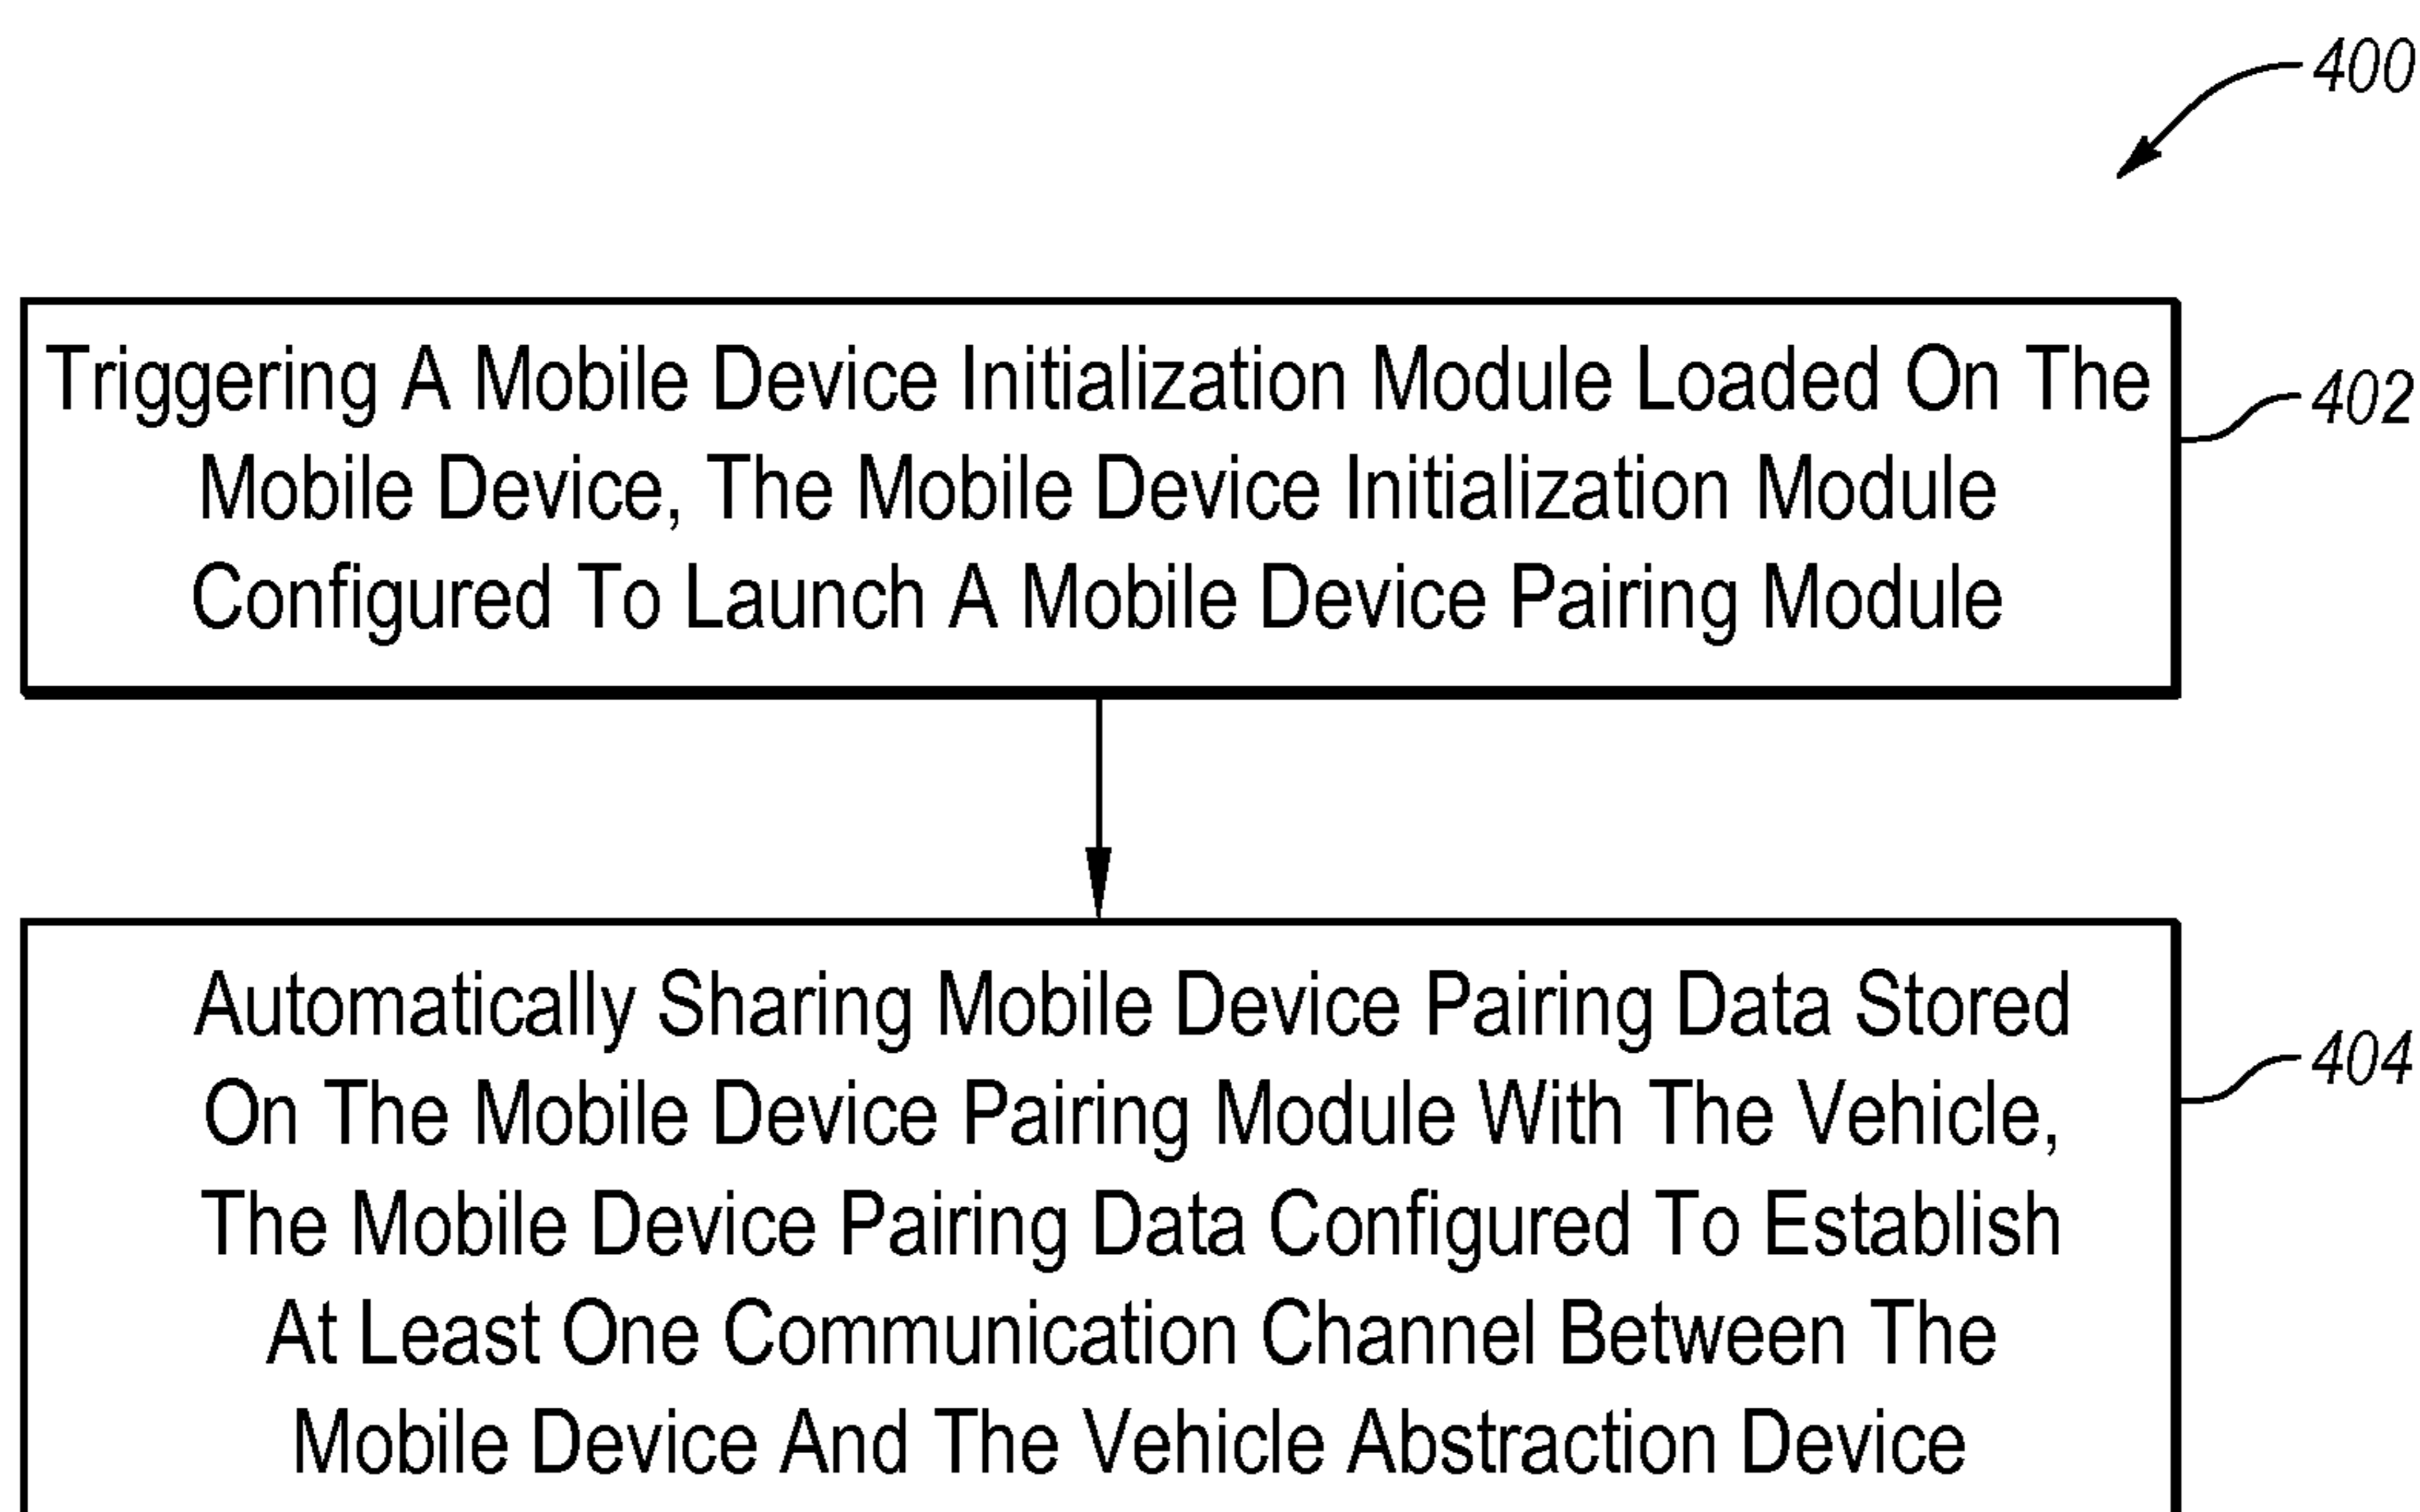 400
Triggering A Mobile Device Initialization Module Loaded On The
402
Mobile Device, The Mobile Device Initialization Module
Configured To Launch A Mobile Device Pairing Module
Automatically Sharing Mobile Device Pairing Data Stored
404
On The Mobile Device Pairing Module With The Vehicle,
The Mobile Device Pairing Data Configured To Establish
At Least One Communication Channel Between The
Mobile Device And The Vehicle Abstraction Device